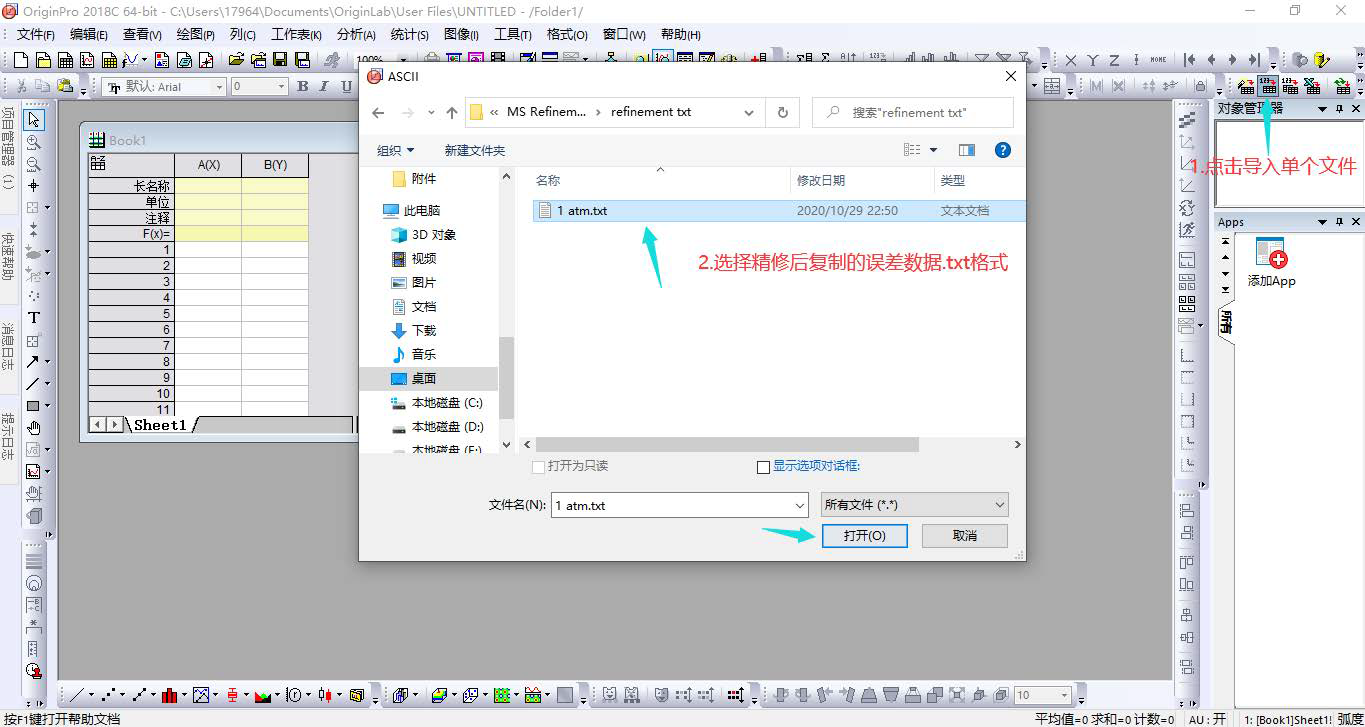 OriginPro 2018C 64-bit - C:\Users\17964\Documents\OriginLab\User Files\UNTITLED - /Folder1/
文件(F) 编辑(E) 查看(V) 绘图(P) 列(C) 工作表(K) 分析(A) 统计(S) 图像(I) 工具(T) 格式(O) 窗口(W) 帮助(H)
100%
X Y Z HOME
默认: Arial 0 B I U
对象管理器
1.点击导入单个文件
项目管理器 (1)
快速帮助
消息日志
提示日志
Book1
A(X) B(Y)
长名称
单位
注释
F(x)=
1
2
3
4
5
6
7
8
9
10
11
Sheet1
ASCII
« MS Refinem... › refinement txt
搜索"refinement txt"
组织 新建文件夹
附件
此电脑
3D 对象
视频
图片
文档
下载
音乐
桌面
本地磁盘 (C:)
本地磁盘 (D:)
本地磁盘 (E:)
名称 修改日期 类型
1 atm.txt 2020/10/29 22:50 文本文档
2.选择精修后复制的误差数据.txt格式
打开为只读 显示选项对话框:
文件名(N): 1 atm.txt 所有文件 (*.*)
打开(O) 取消
Apps
添加App
所有
T
10
按F1键打开帮助文档
平均值=0 求和=0 计数=0 AU : 开 1: [Book1]Sheet1! 弧度